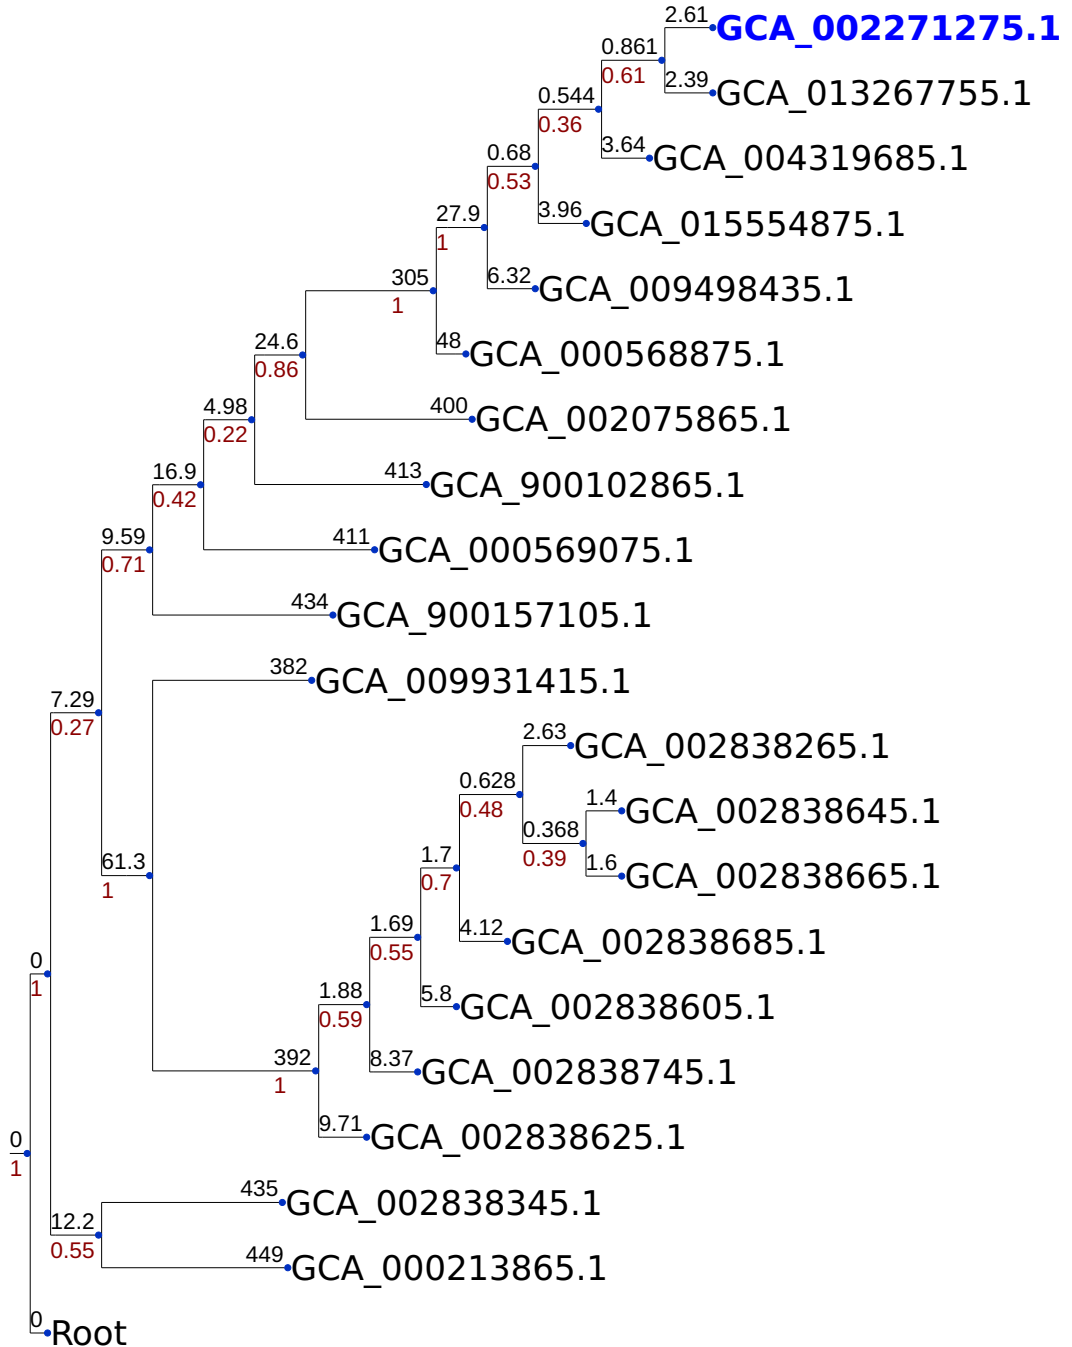 2.61
GCA_002271275.1
0.861
0.61
2.39
GCA_013267755.1
0.544
0.36
3.64
GCA_004319685.1
0.68
0.53
3.96
GCA_015554875.1
27.9
1
6.32
GCA_009498435.1
305
1
48
GCA_000568875.1
24.6
0.86
400
GCA_002075865.1
4.98
0.22
413
GCA_900102865.1
16.9
0.42
411
GCA_000569075.1
9.59
0.71
434
GCA_900157105.1
382
GCA_009931415.1
7.29
0.27
2.63
GCA_002838265.1
0.628
0.48
1.4
GCA_002838645.1
0.368
0.39
1.6
GCA_002838665.1
61.3
1
1.7
0.7
4.12
GCA_002838685.1
1.69
0.55
5.8
GCA_002838605.1
0
1
1.88
0.59
8.37
GCA_002838745.1
392
1
9.71
GCA_002838625.1
0
1
435
GCA_002838345.1
12.2
0.55
449
GCA_000213865.1
0
Root